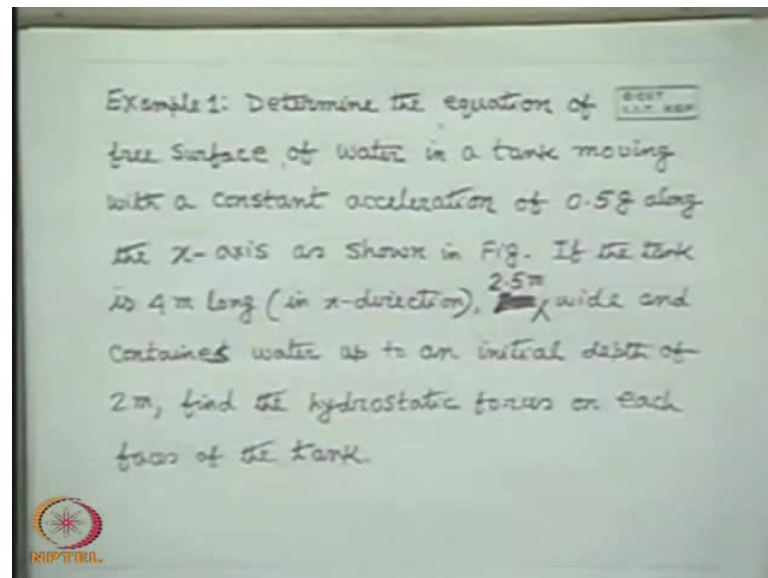 Example 1: Determine the equation of
free surface of water in a tank moving
with a constant acceleration of 0.5g along
the x-axis as shown in Fig. If the tank
is 4m long (in x-direction), 2.5m wide and
contains water up to an initial depth of
2m, find the hydrostatic forces on each
faces of the tank.
I.I.T. KGP
NPTEL